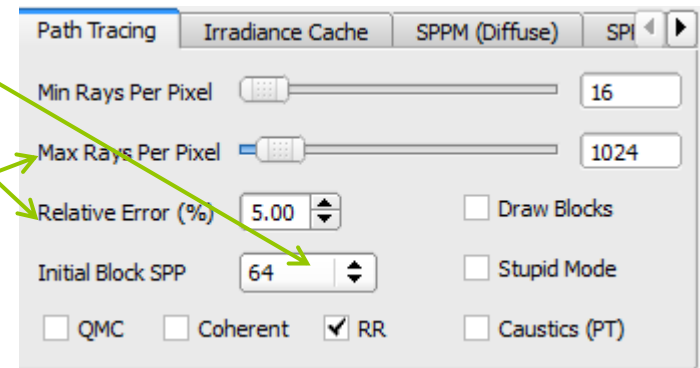 Path Tracing Irradiance Cache SPPM (Diffuse)
Min Rays Per Pixel 16
Max Rays Per Pixel 1024
Relative Error (%) 5.00 Draw Blocks
Initial Block SPP 64 Stupid Mode
QMC Coherent RR Caustics (PT)